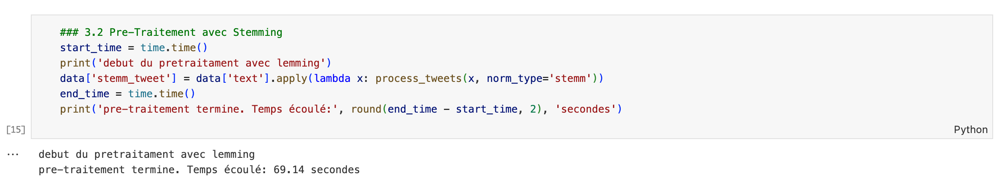 ### 3.2 Pre-Traitement avec Stemming
start_time = time.time()
print('debut du pretraitament avec lemming')
data['stemm_tweet'] = data['text'].apply(lambda x: process_tweets(x, norm_type='stemm'))
end_time = time.time()
print('pre-traitement termine. Temps écoulé:', round(end_time - start_time, 2), 'secondes')
[15]
Python
... debut du pretraitament avec lemming
pre-traitement termine. Temps écoulé: 69.14 secondes